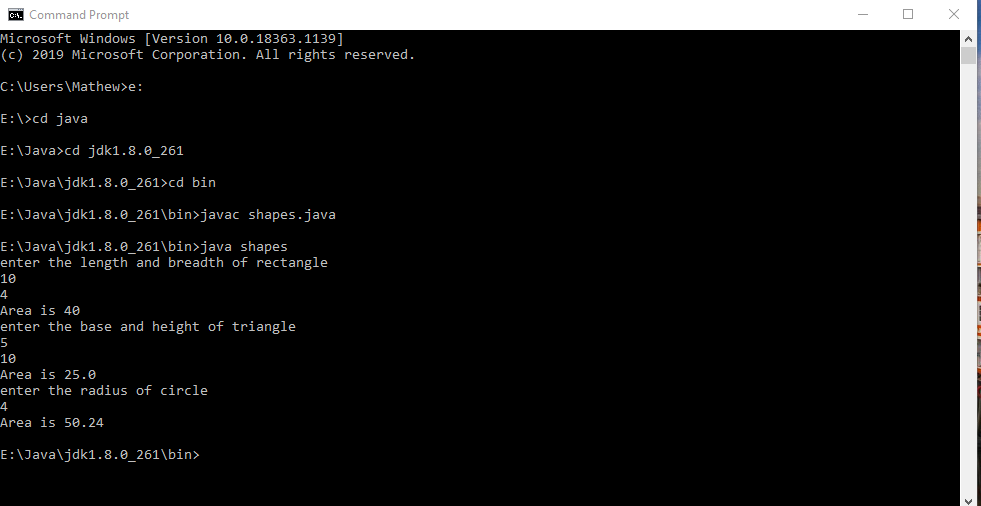 Command Prompt
Microsoft Windows [Version 10.0.18363.1139]
(c) 2019 Microsoft Corporation. All rights reserved.
C:\Users\Mathew>e:
E:\>cd java
E:\Java>cd jdk1.8.0_261
E:\Java\jdk1.8.0_261>cd bin
E:\Java\jdk1.8.0_261\bin>javac shapes.java
E:\Java\jdk1.8.0_261\bin>java shapes
enter the length and breadth of rectangle
10
4
Area is 40
enter the base and height of triangle
5
10
Area is 25.0
enter the radius of circle
4
Area is 50.24
E:\Java\jdk1.8.0_261\bin>